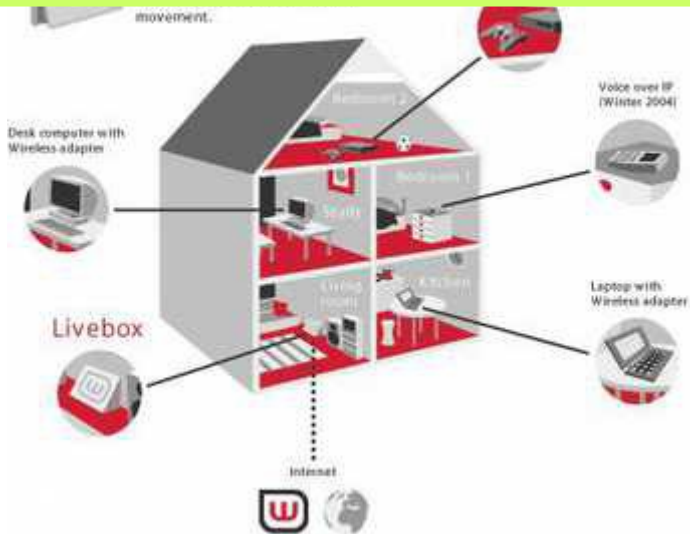 movement.
Bedroom 2
Voice over IP
(Winter 2004)
Desk computer with
Wireless adapter
Bedroom 1
Study
Living
room
Kitchen
Laptop with
Wireless adapter
Livebox
w
Internet
w